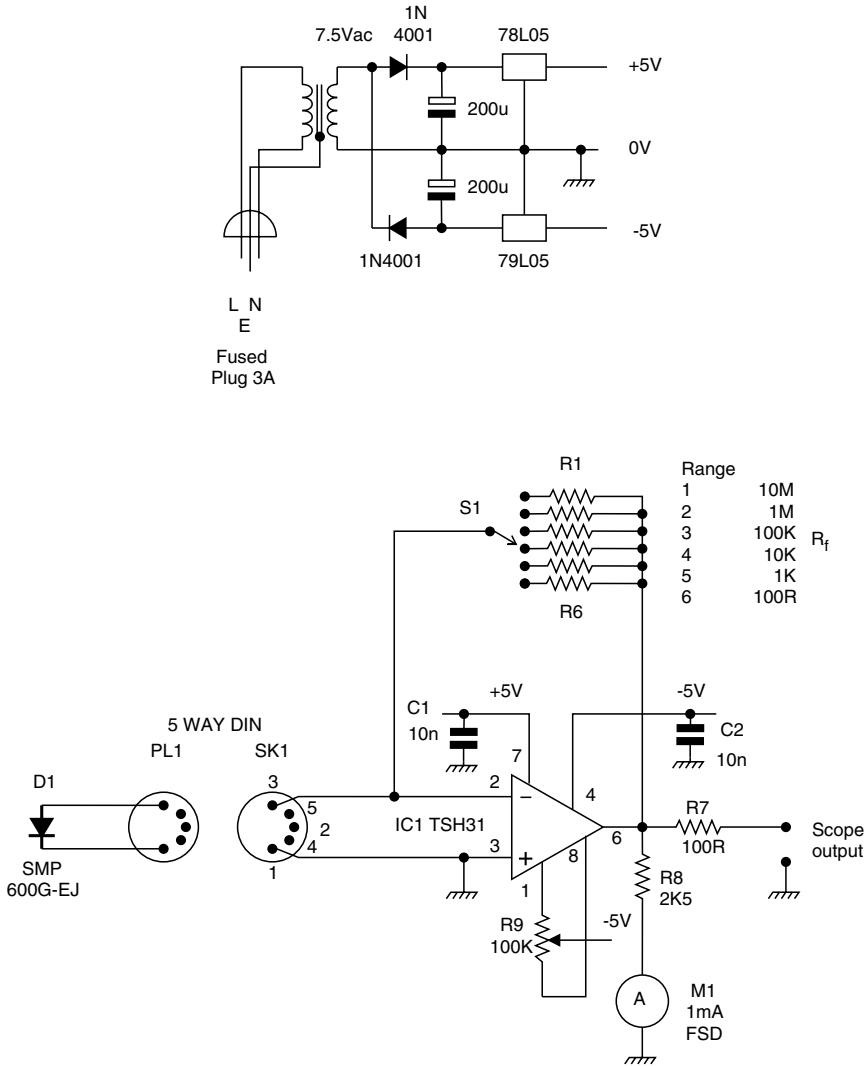 1N
7.5Vac 4001 78L05
+5V
200u
0V
200u
-5V
1N4001 79L05
L N
E
Fused
Plug 3A
R1
S1
R6
Range
1 10M
2 1M
3 100K
4 10K
5 1K
6 100R
Rf
5 WAY DIN
PL1 SK1
D1
SMP
600G-EJ
3
5
2
4
1
C1
10n
+5V
-5V
C2
10n
7
2
4
−
IC1 TSH31
6
3
+
8
1
R7
100R
Scope
output
R8
2K5
R9
100K
-5V
A
M1
1mA
FSD